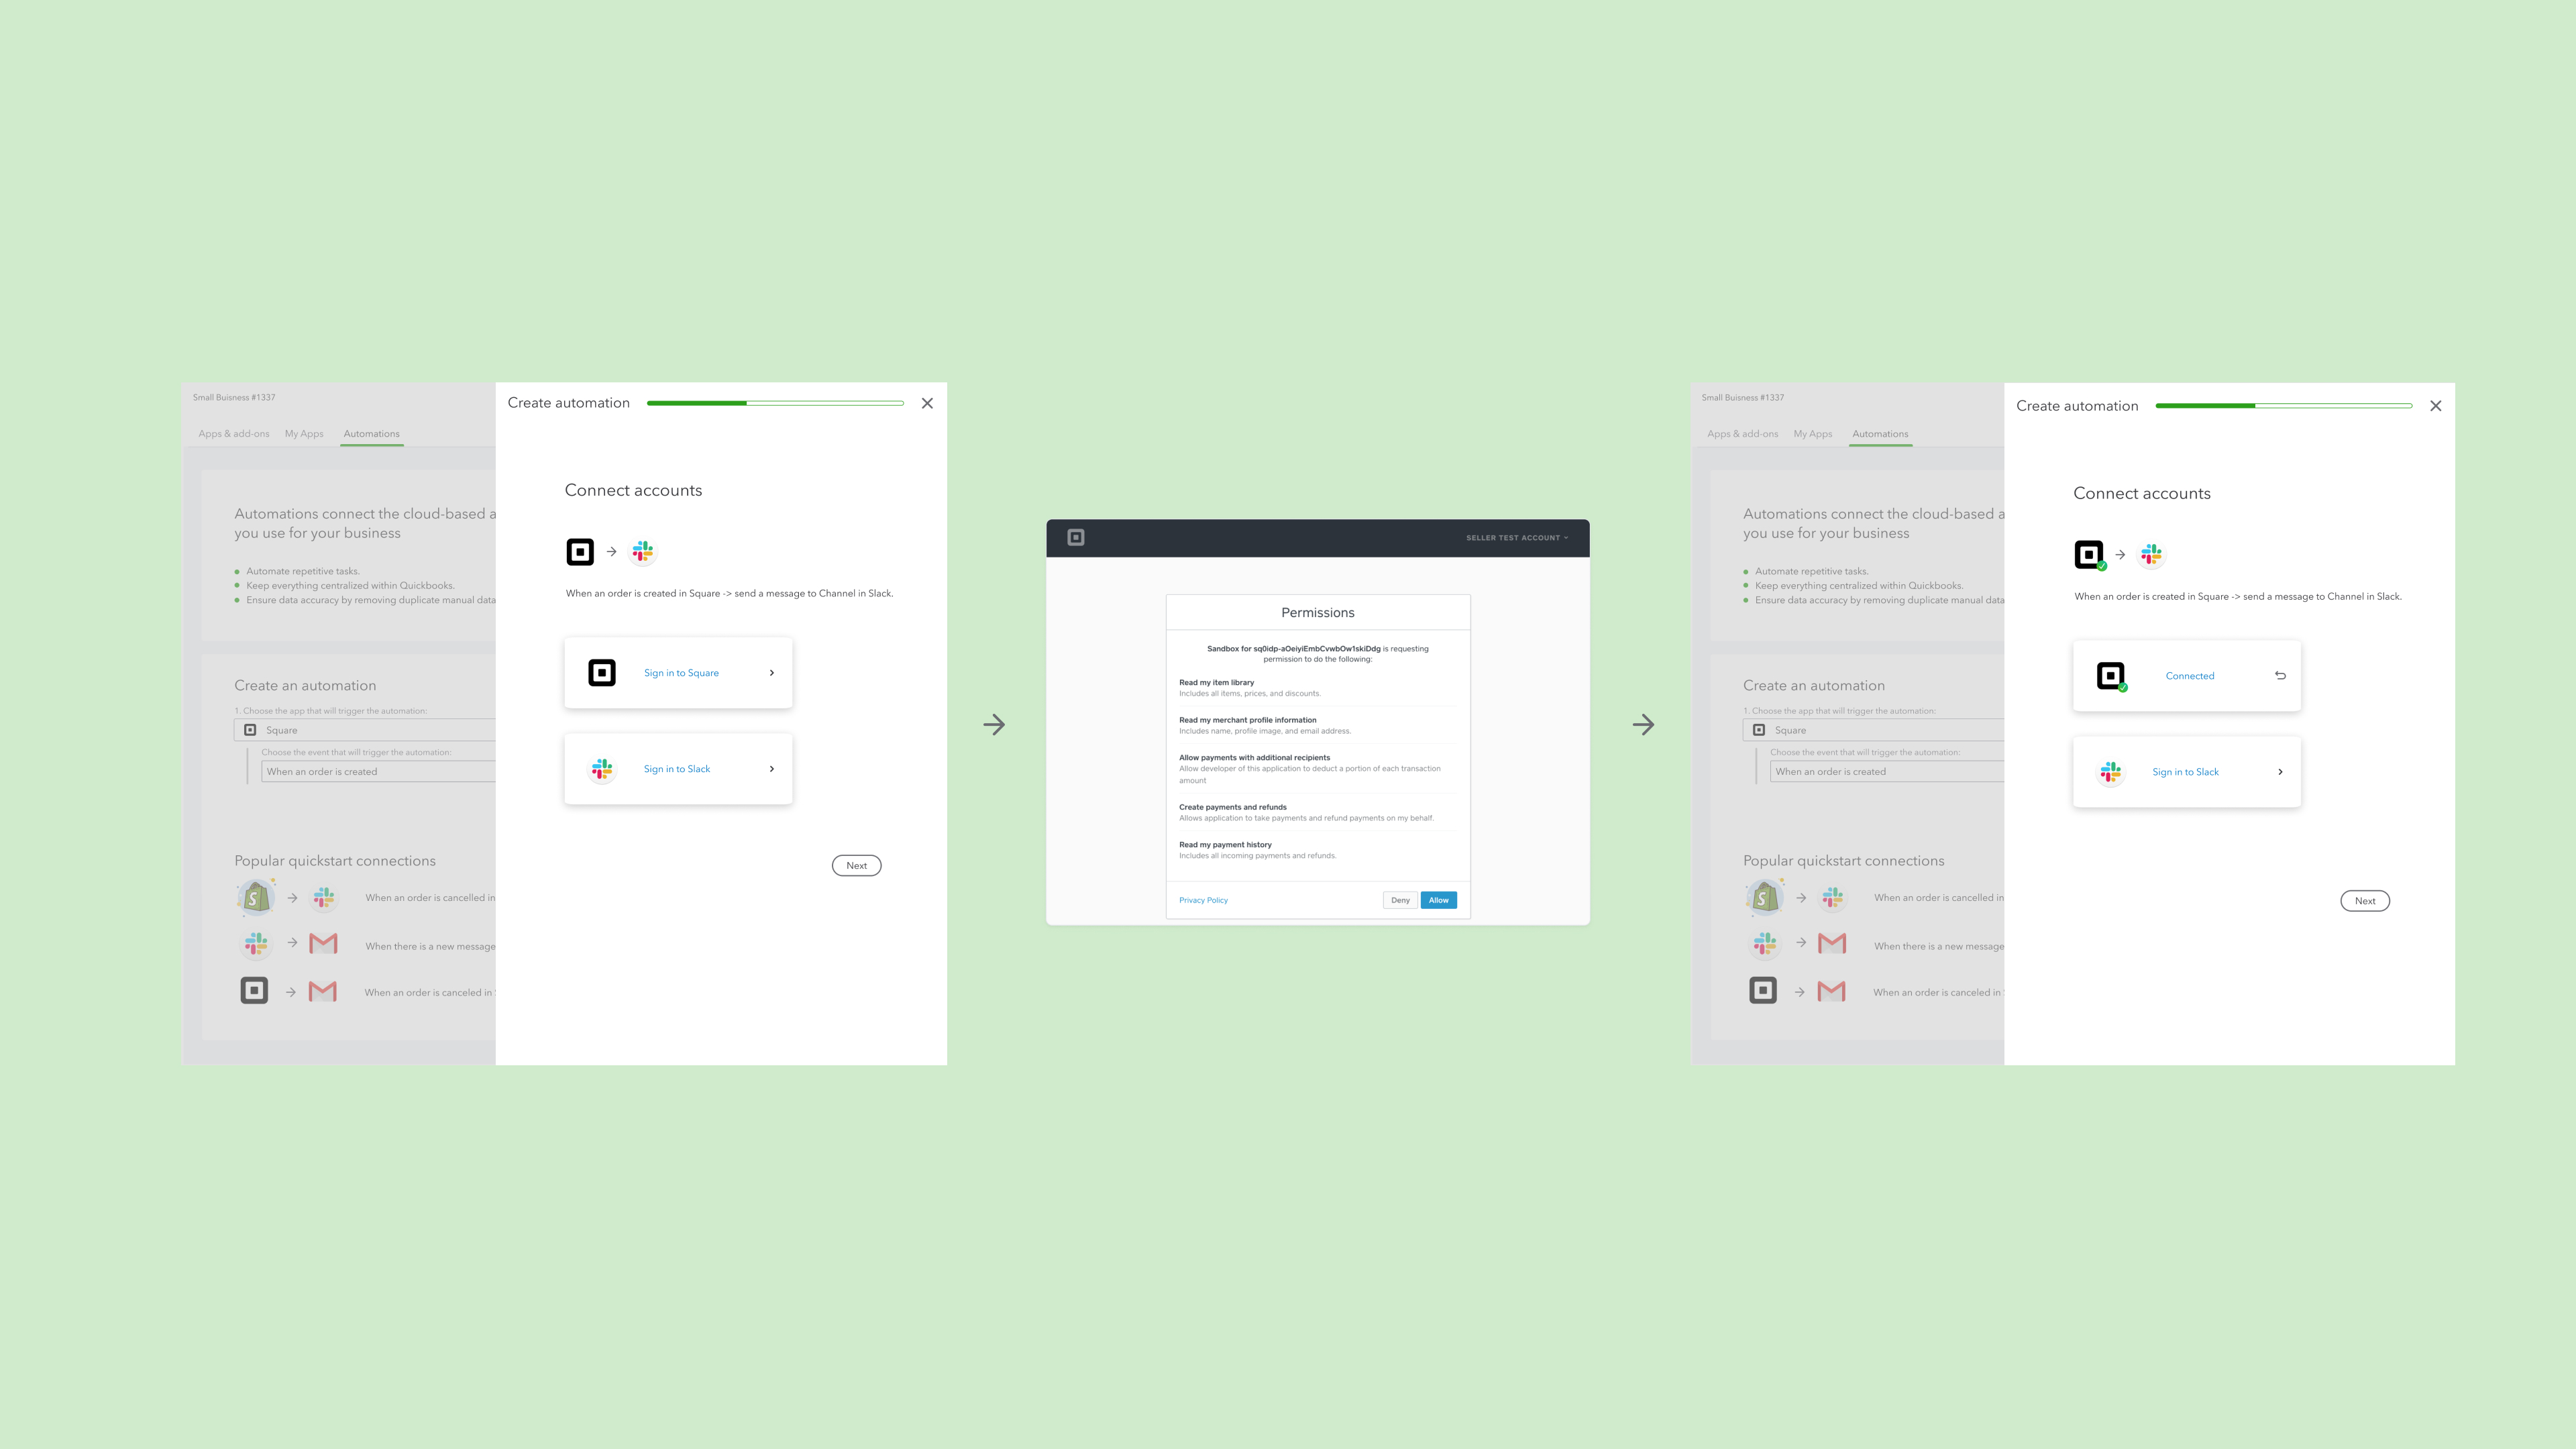 Small Buisness #1337
Apps & add-ons
My Apps
Automations
Automations connect the cloud-based a
you use for your business
Automate repetitive tasks.
Keep everything centralized within Quickbooks.
Ensure data accuracy by removing duplicate manual data
Create an automation
1. Choose the app that will trigger the automation:
Square
Choose the event that will trigger the automation:
When an order is created
Popular quickstart connections
When an order is cancelled in
When there is a new message
When an order is canceled in
Create automation
Connect accounts
When an order is created in Square -> send a message to Channel in Slack.
Sign in to Square
Sign in to Slack
Next
SELLER TEST ACCOUNT
Permissions
Sandbox for sq0idp-aOeiyiEmbCvwbOw1skiDdg is requesting
permission to do the following:
Read my item library
Includes all items, prices, and discounts.
Read my merchant profile information
Includes name, profile image, and email address.
Allow payments with additional recipients
Allow developer of this application to deduct a portion of each transaction
amount
Create payments and refunds
Allows application to take payments and refund payments on my behalf.
Read my payment history
Includes all incoming payments and refunds.
Privacy Policy
Deny
Allow
Small Buisness #1337
Apps & add-ons
My Apps
Automations
Automations connect the cloud-based a
you use for your business
Automate repetitive tasks.
Keep everything centralized within Quickbooks.
Ensure data accuracy by removing duplicate manual data
Create an automation
1. Choose the app that will trigger the automation:
Square
Choose the event that will trigger the automation:
When an order is created
Popular quickstart connections
When an order is cancelled in
When there is a new message
When an order is canceled in
Create automation
Connect accounts
When an order is created in Square -> send a message to Channel in Slack.
Connected
Sign in to Slack
Next